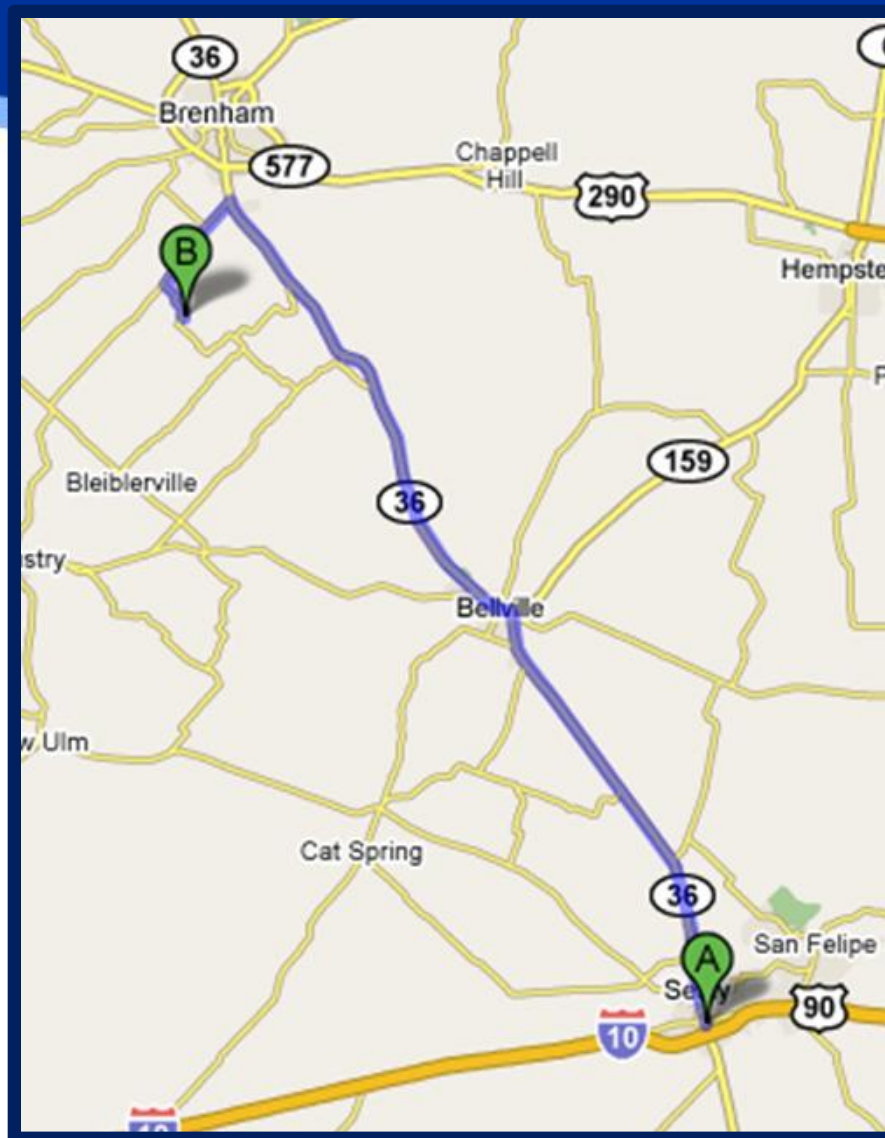 36
Brenham
577
Chappell
Hill
290
Hempste
B
159
Bleiblerville
36
stry
Bellville
w Ulm
Cat Spring
36
San Felipe
A
90
10